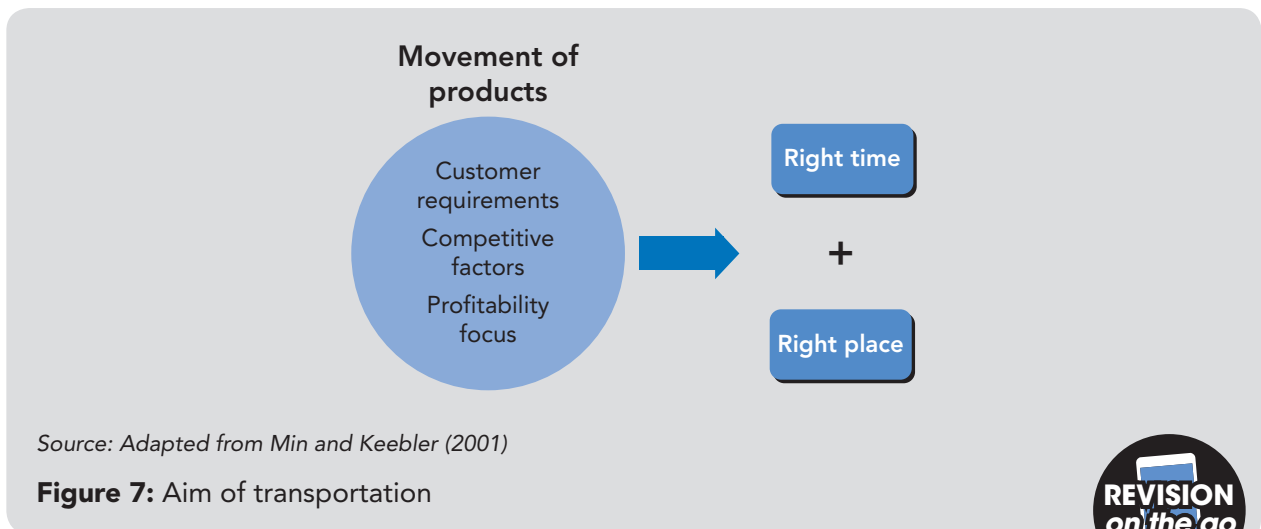 Movement of
products
Customer
requirements
Competitive
factors
Profitability
focus
Right time
+
Right place
Source: Adapted from Min and Keebler (2001)
Figure 7: Aim of transportation
REVISION
on the go